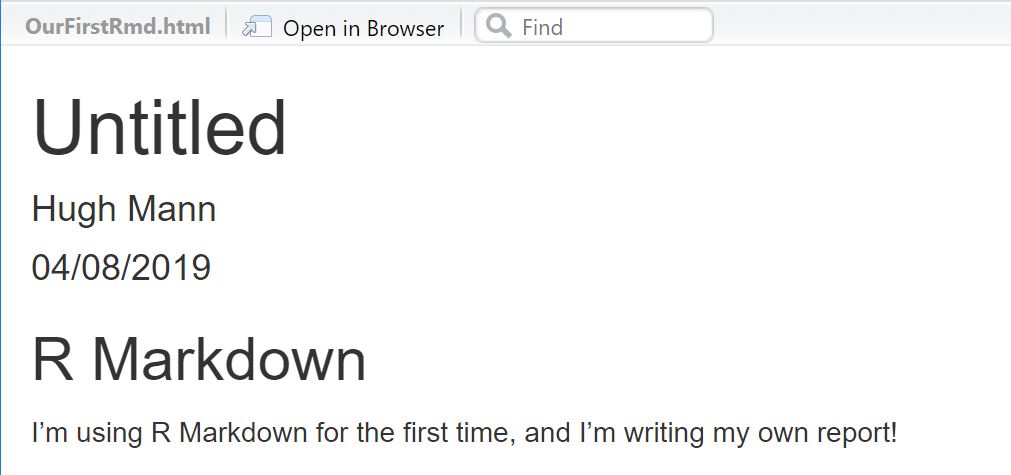 OurFirstRmd.html Open in Browser Find
Untitled
Hugh Mann
04/08/2019
R Markdown
I’m using R Markdown for the first time, and I’m writing my own report!